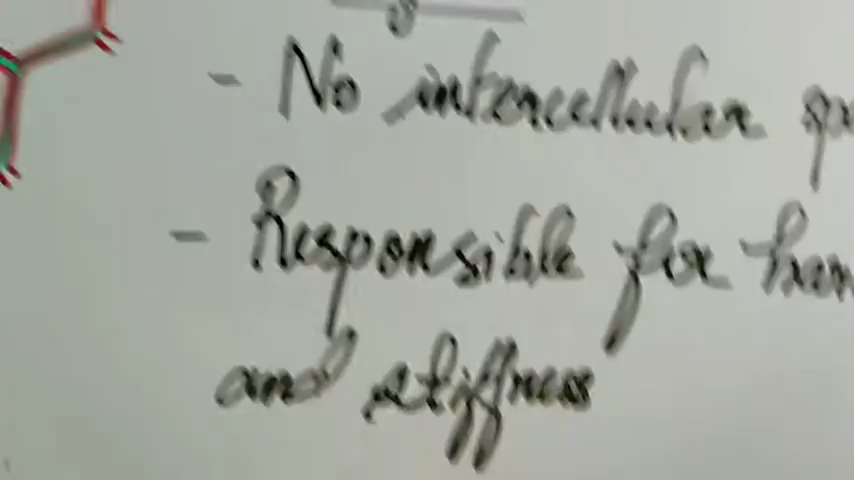 - No intercellular
- Responsible for
and stiffness